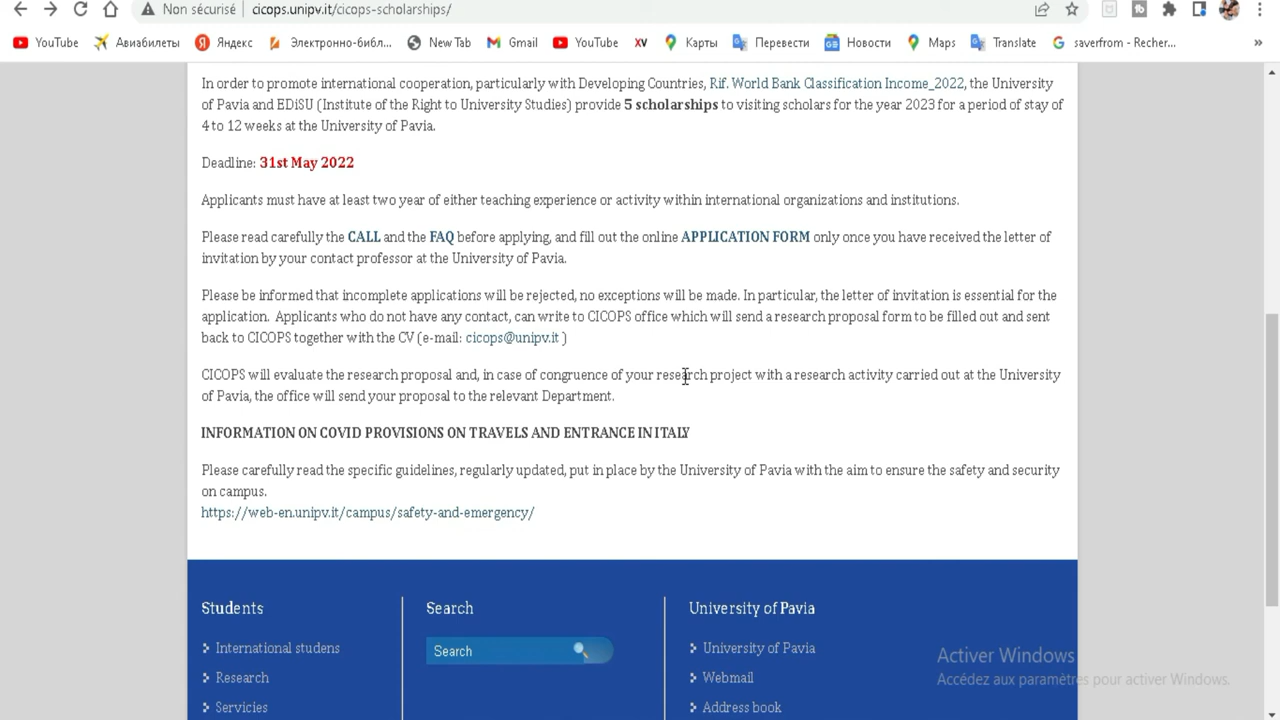 Non sécurisé cicops.unipv.it/cicops-scholarships/
YouTube Авиабилеты Яндекс Электронно-библ... New Tab Gmail YouTube XV Карты Перевести Новости Maps Translate saverfrom - Recher... »
In order to promote international cooperation, particularly with Developing Countries, Rif. World Bank Classification Income_2022, the University
of Pavia and EDiSU (Institute of the Right to University Studies) provide 5 scholarships to visiting scholars for the year 2023 for a period of stay of
4 to 12 weeks at the University of Pavia.
Deadline: 31st May 2022
Applicants must have at least two year of either teaching experience or activity within international organizations and institutions.
Please read carefully the CALL and the FAQ before applying, and fill out the online APPLICATION FORM only once you have received the letter of
invitation by your contact professor at the University of Pavia.
Please be informed that incomplete applications will be rejected, no exceptions will be made. In particular, the letter of invitation is essential for the
application. Applicants who do not have any contact, can write to CICOPS office which will send a research proposal form to be filled out and sent
back to CICOPS together with the CV (e-mail: cicops@unipv.it )
CICOPS will evaluate the research proposal and, in case of congruence of your research project with a research activity carried out at the University
of Pavia, the office will send your proposal to the relevant Department.
INFORMATION ON COVID PROVISIONS ON TRAVELS AND ENTRANCE IN ITALY
Please carefully read the specific guidelines, regularly updated, put in place by the University of Pavia with the aim to ensure the safety and security
on campus.
https://web-en.unipv.it/campus/safety-and-emergency/
Students Search University of Pavia
International studens Search University of Pavia
Research Webmail
Servicies Address book
Activer Windows
Accédez aux paramètres pour activer Windows.